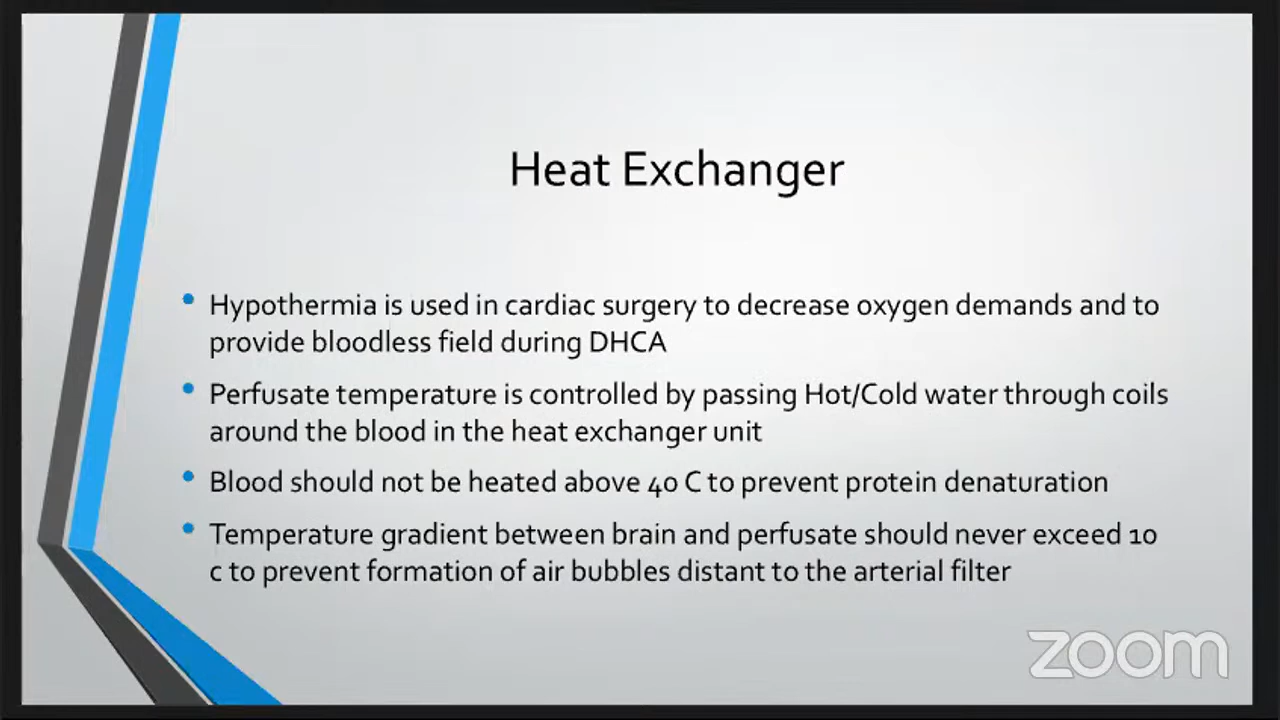 Heat Exchanger
Hypothermia is used in cardiac surgery to decrease oxygen demands and to
provide bloodless field during DHCA
Perfusate temperature is controlled by passing Hot/Cold water through coils
around the blood in the heat exchanger unit
Blood should not be heated above 40 C to prevent protein denaturation
Temperature gradient between brain and perfusate should never exceed 10
c to prevent formation of air bubbles distant to the arterial filter
zoom